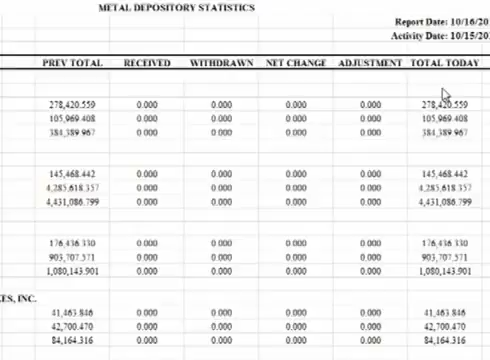 METAL DEPOSITORY STATISTICS
Report Date: 10/16/20
Activity Date: 10/15/20
PREV TOTAL RECEIVED WITHDRAWN NET CHANGE ADJUSTMENT TOTAL TODAY
278,420.559 0.000 0.000 0.000 0.000 278,420.559
105,969.408 0.000 0.000 0.000 0.000 105,969.408
384,389.967 0.000 0.000 0.000 0.000 384,389.967
145,468.442 0.000 0.000 0.000 0.000 145,468.442
4,285,618.357 0.000 0.000 0.000 0.000 4,285,618.357
4,431,086.799 0.000 0.000 0.000 0.000 4,431,086.799
176,436.330 0.000 0.000 0.000 0.000 176,436.330
903,707.571 0.000 0.000 0.000 0.000 903,707.571
1,080,143.901 0.000 0.000 0.000 0.000 1,080,143.901
ES, INC.
41,463.846 0.000 0.000 0.000 0.000 41,463.846
42,700.470 0.000 0.000 0.000 0.000 42,700.470
84,164.316 0.000 0.000 0.000 0.000 84,164.316